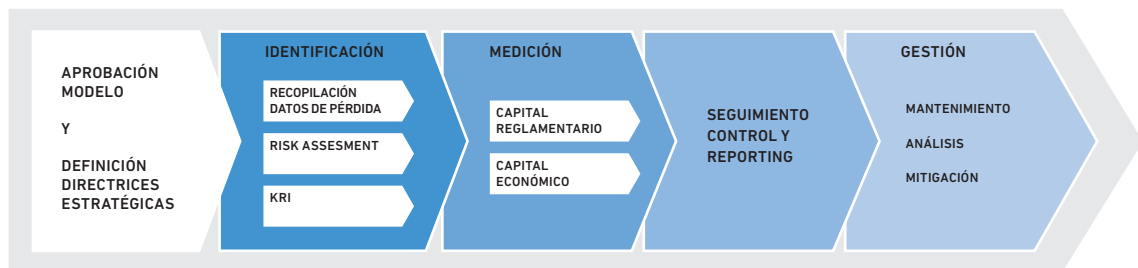 APROBACIÓN
MODELO
Y
DEFINICIÓN
DIRECTRICES
ESTRATÉGICAS
IDENTIFICACIÓN
RECOPILACIÓN
DATOS DE PÉRDIDA
RISK ASSESMENT
KRI
MEDICIÓN
CAPITAL
REGLAMENTARIO
CAPITAL
ECONÓMICO
SEGUIMIENTO
CONTROL Y
REPORTING
GESTIÓN
MANTENIMIENTO
ANÁLISIS
MITIGACIÓN